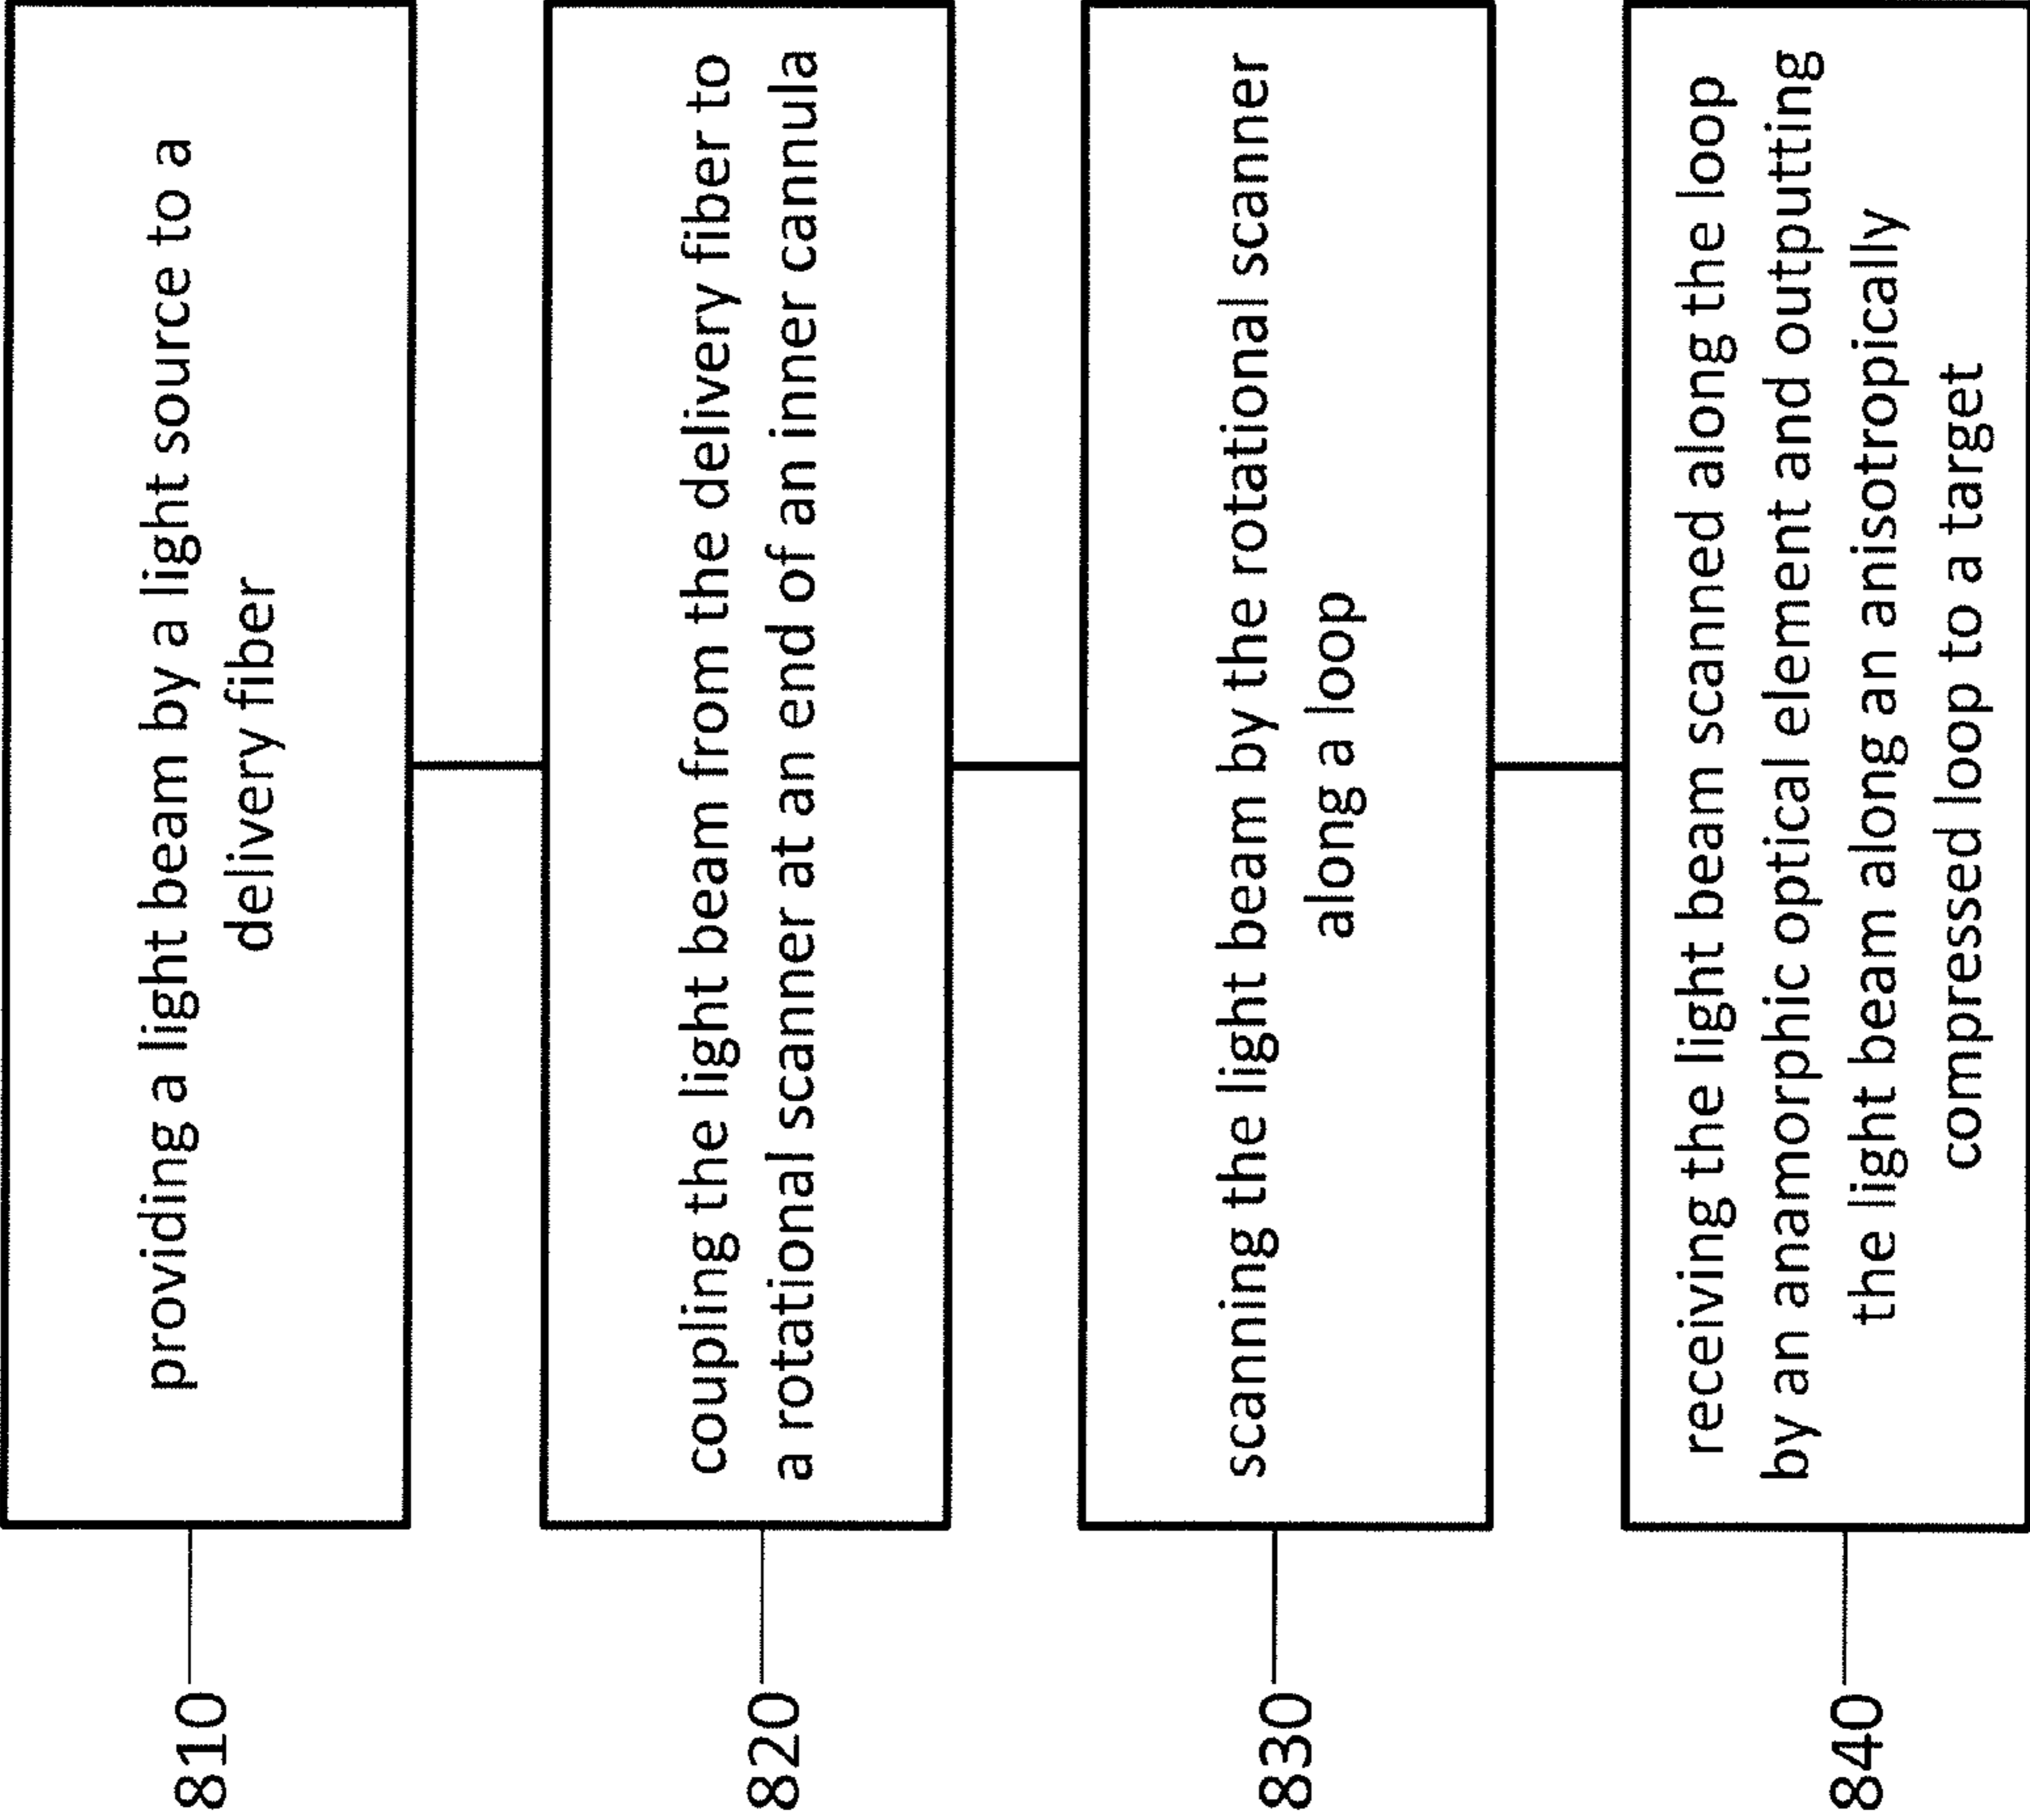 810
providing a light beam by a light source to a
delivery fiber
820
coupling the light beam from the delivery fiber to
a rotational scanner at an end of an inner cannula
830
scanning the light beam by the rotational scanner
along a loop
840
receiving the light beam scanned along the loop
by an anamorphic optical element and outputting
the light beam along an anisotropically
compressed loop to a target